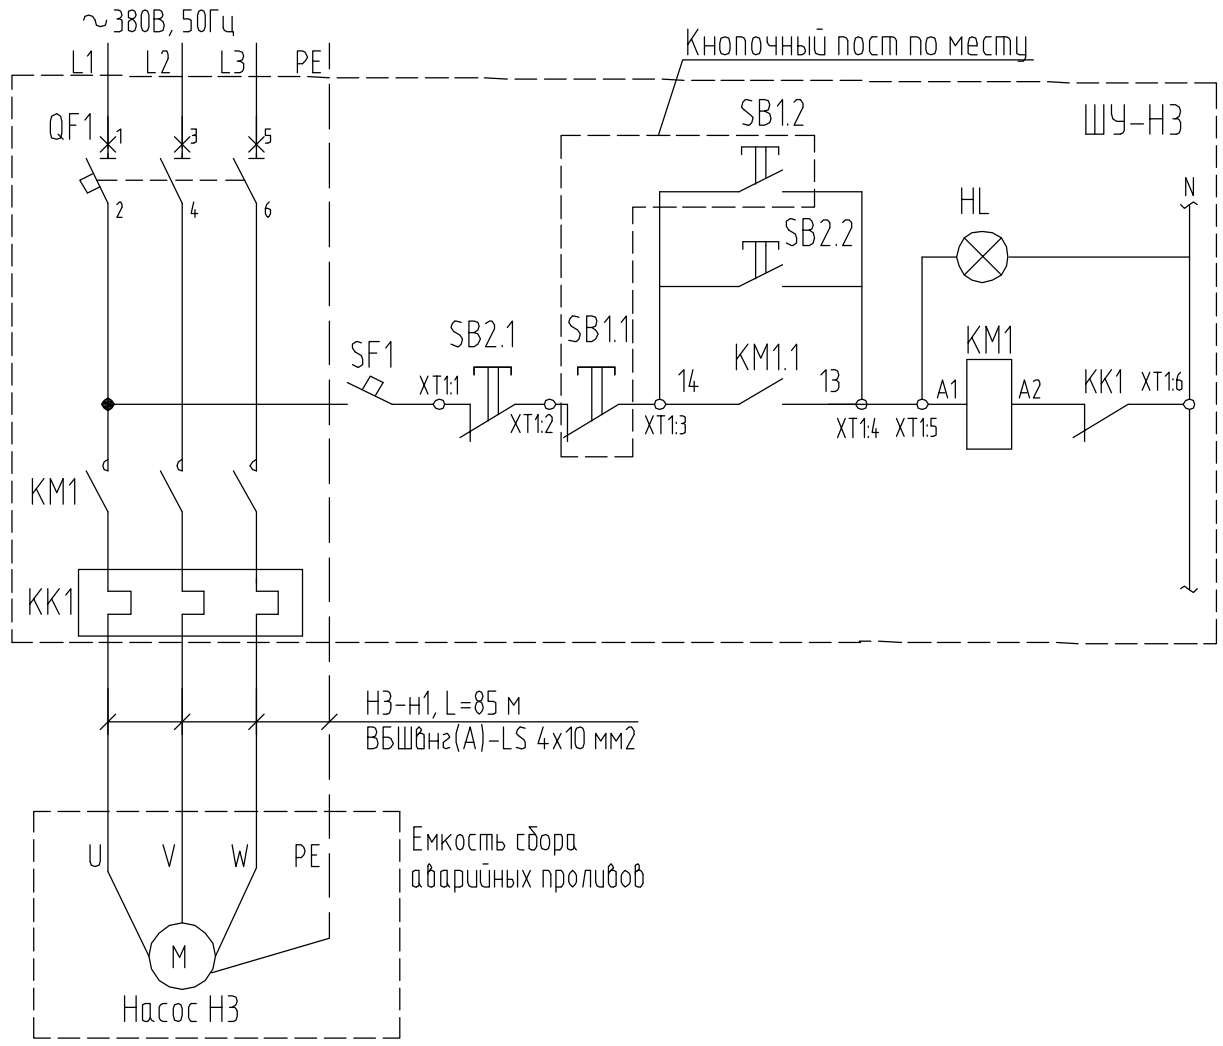 ~380В, 50Гц
L1 L2 L3 PE
Кнопочный пост по месту
ШУ-Н3
QF1
1 3 5
2 4 6
SB1.2
N
HL
SB2.2
SF1
SB2.1
SB1.1
KM1.1
KM1
XT1:1
14 13
A1 A2
KK1
XT1:6
XT1:2
XT1:3
XT1:4
XT1:5
KM1
KK1
Н3-н1, L=85 м
ВБШвнг(А)-LS 4х10 мм2
U V W PE
Емкость сбора
аварийных проливов
M
Насос Н3